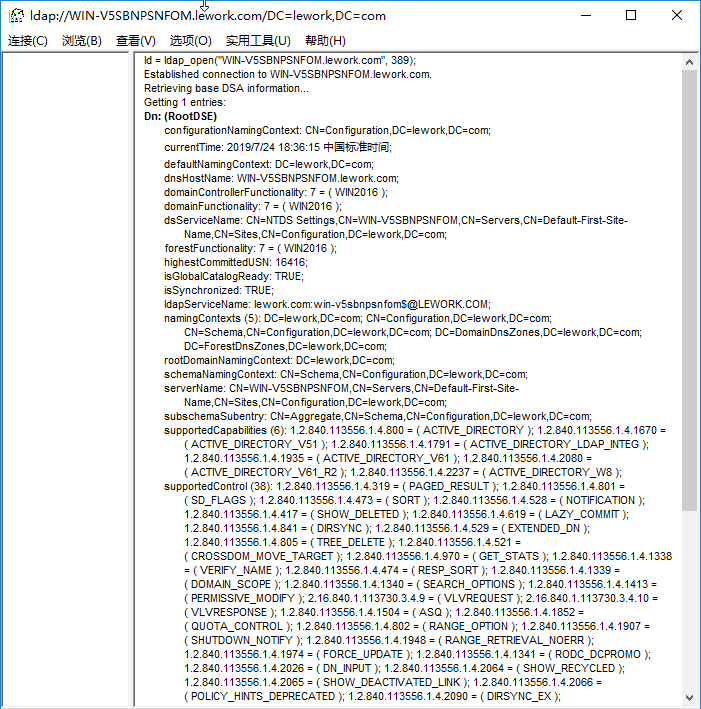 ldap://WIN-V5SBNPSNFOM.lework.com/DC=lework,DC=com
连接(C) 浏览(B) 查看(V) 选项(O) 实用工具(U) 帮助(H)
ld = ldap_open("WIN-V5SBNPSNFOM.lework.com", 389);
Established connection to WIN-V5SBNPSNFOM.lework.com.
Retrieving base DSA information...
Getting 1 entries:
Dn: (RootDSE)
configurationNamingContext: CN=Configuration,DC=lework,DC=com;
currentTime: 2019/7/24 18:36:15 中国标准时间;
defaultNamingContext: DC=lework,DC=com;
dnsHostName: WIN-V5SBNPSNFOM.lework.com;
domainControllerFunctionality: 7 = ( WIN2016 );
domainFunctionality: 7 = ( WIN2016 );
dsServiceName: CN=NTDS Settings,CN=WIN-V5SBNPSNFOM,CN=Servers,CN=Default-First-Site-
Name,CN=Sites,CN=Configuration,DC=lework,DC=com;
forestFunctionality: 7 = ( WIN2016 );
highestCommittedUSN: 16416;
isGlobalCatalogReady: TRUE;
isSynchronized: TRUE;
ldapServiceName: lework.com:win-v5sbnpsnfom$@LEWORK.COM;
namingContexts (5): DC=lework,DC=com; CN=Configuration,DC=lework,DC=com;
CN=Schema,CN=Configuration,DC=lework,DC=com; DC=DomainDnsZones,DC=lework,DC=com;
DC=ForestDnsZones,DC=lework,DC=com;
rootDomainNamingContext: DC=lework,DC=com;
schemaNamingContext: CN=Schema,CN=Configuration,DC=lework,DC=com;
serverName: CN=WIN-V5SBNPSNFOM,CN=Servers,CN=Default-First-Site-
Name,CN=Sites,CN=Configuration,DC=lework,DC=com;
subschemaSubentry: CN=Aggregate,CN=Schema,CN=Configuration,DC=lework,DC=com;
supportedCapabilities (6): 1.2.840.113556.1.4.800 = ( ACTIVE_DIRECTORY ); 1.2.840.113556.1.4.1670 =
( ACTIVE_DIRECTORY_V51 ); 1.2.840.113556.1.4.1791 = ( ACTIVE_DIRECTORY_LDAP_INTEG );
1.2.840.113556.1.4.1935 = ( ACTIVE_DIRECTORY_V61 ); 1.2.840.113556.1.4.2080 =
( ACTIVE_DIRECTORY_V61_R2 ); 1.2.840.113556.1.4.2237 = ( ACTIVE_DIRECTORY_W8 );
supportedControl (38): 1.2.840.113556.1.4.319 = ( PAGED_RESULT ); 1.2.840.113556.1.4.801 =
( SD_FLAGS ); 1.2.840.113556.1.4.473 = ( SORT ); 1.2.840.113556.1.4.528 = ( NOTIFICATION );
1.2.840.113556.1.4.417 = ( SHOW_DELETED ); 1.2.840.113556.1.4.619 = ( LAZY_COMMIT );
1.2.840.113556.1.4.841 = ( DIRSYNC ); 1.2.840.113556.1.4.529 = ( EXTENDED_DN );
1.2.840.113556.1.4.805 = ( TREE_DELETE ); 1.2.840.113556.1.4.521 =
( CROSSDOM_MOVE_TARGET ); 1.2.840.113556.1.4.970 = ( GET_STATS ); 1.2.840.113556.1.4.1338
= ( VERIFY_NAME ); 1.2.840.113556.1.4.474 = ( RESP_SORT ); 1.2.840.113556.1.4.1339 =
( DOMAIN_SCOPE ); 1.2.840.113556.1.4.1340 = ( SEARCH_OPTIONS ); 1.2.840.113556.1.4.1413 =
( PERMISSIVE_MODIFY ); 2.16.840.1.113730.3.4.9 = ( VLVREQUEST ); 2.16.840.1.113730.3.4.10 =
( VLVRESPONSE ); 1.2.840.113556.1.4.1504 = ( ASQ ); 1.2.840.113556.1.4.1852 =
( QUOTA_CONTROL ); 1.2.840.113556.1.4.802 = ( RANGE_OPTION ); 1.2.840.113556.1.4.1907 =
( SHUTDOWN_NOTIFY ); 1.2.840.113556.1.4.1948 = ( RANGE_RETRIEVAL_NOERR );
1.2.840.113556.1.4.1974 = ( FORCE_UPDATE ); 1.2.840.113556.1.4.1341 = ( RODC_DCPROMO );
1.2.840.113556.1.4.2026 = ( DN_INPUT ); 1.2.840.113556.1.4.2064 = ( SHOW_RECYCLED );
1.2.840.113556.1.4.2065 = ( SHOW_DEACTIVATED_LINK ); 1.2.840.113556.1.4.2066 =
( POLICY_HINTS_DEPRECATED ); 1.2.840.113556.1.4.2090 = ( DIRSYNC_EX );